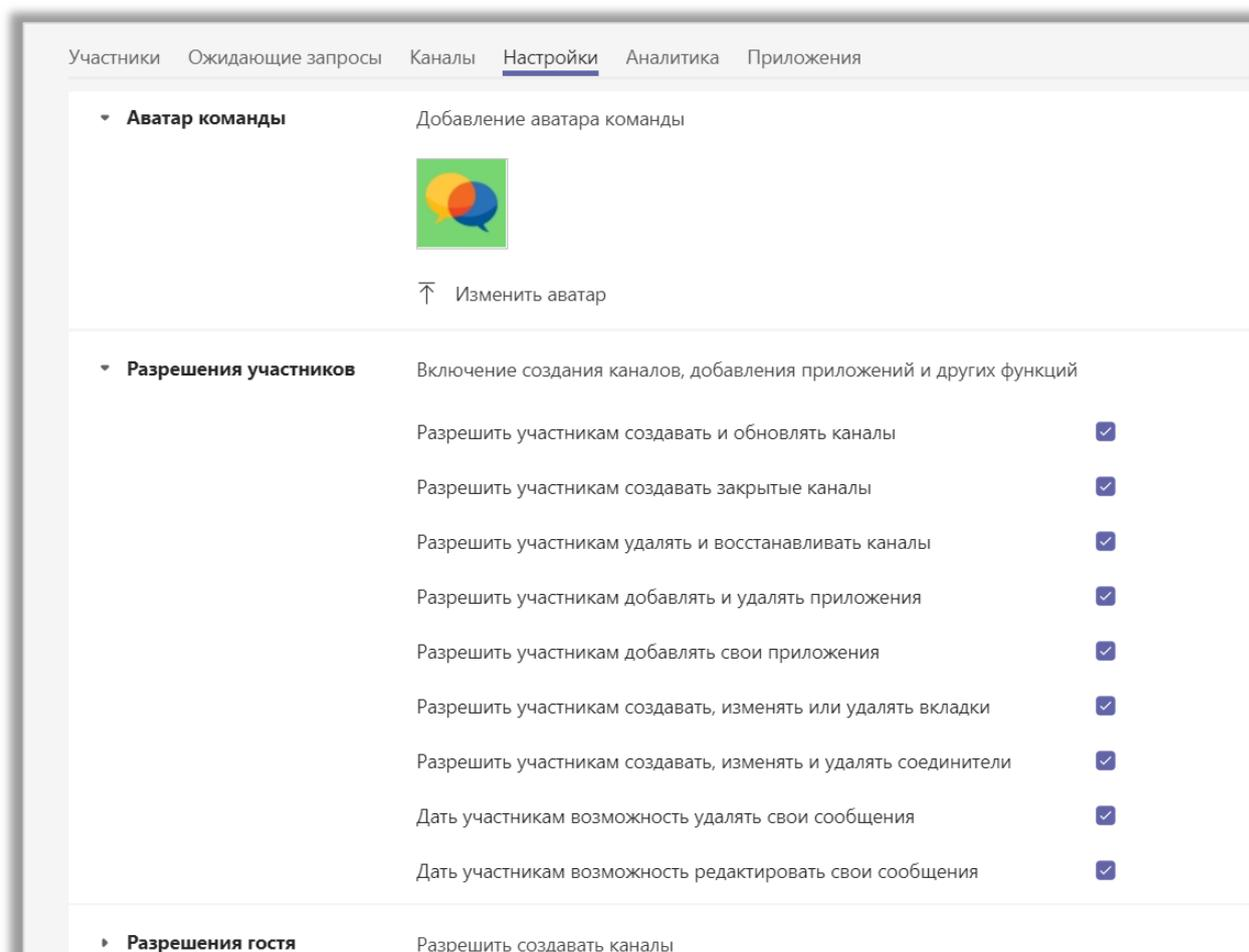 Участники Ожидающие запросы Каналы Настройки Аналитика Приложения
Аватар команды Добавление аватара команды
Изменить аватар
Разрешения участников Включение создания каналов, добавления приложений и других функций
Разрешить участникам создавать и обновлять каналы
Разрешить участникам создавать закрытые каналы
Разрешить участникам удалять и восстанавливать каналы
Разрешить участникам добавлять и удалять приложения
Разрешить участникам добавлять свои приложения
Разрешить участникам создавать, изменять или удалять вкладки
Разрешить участникам создавать, изменять и удалять соединители
Дать участникам возможность удалять свои сообщения
Дать участникам возможность редактировать свои сообщения
Разрешения гостя Разрешить создавать каналы